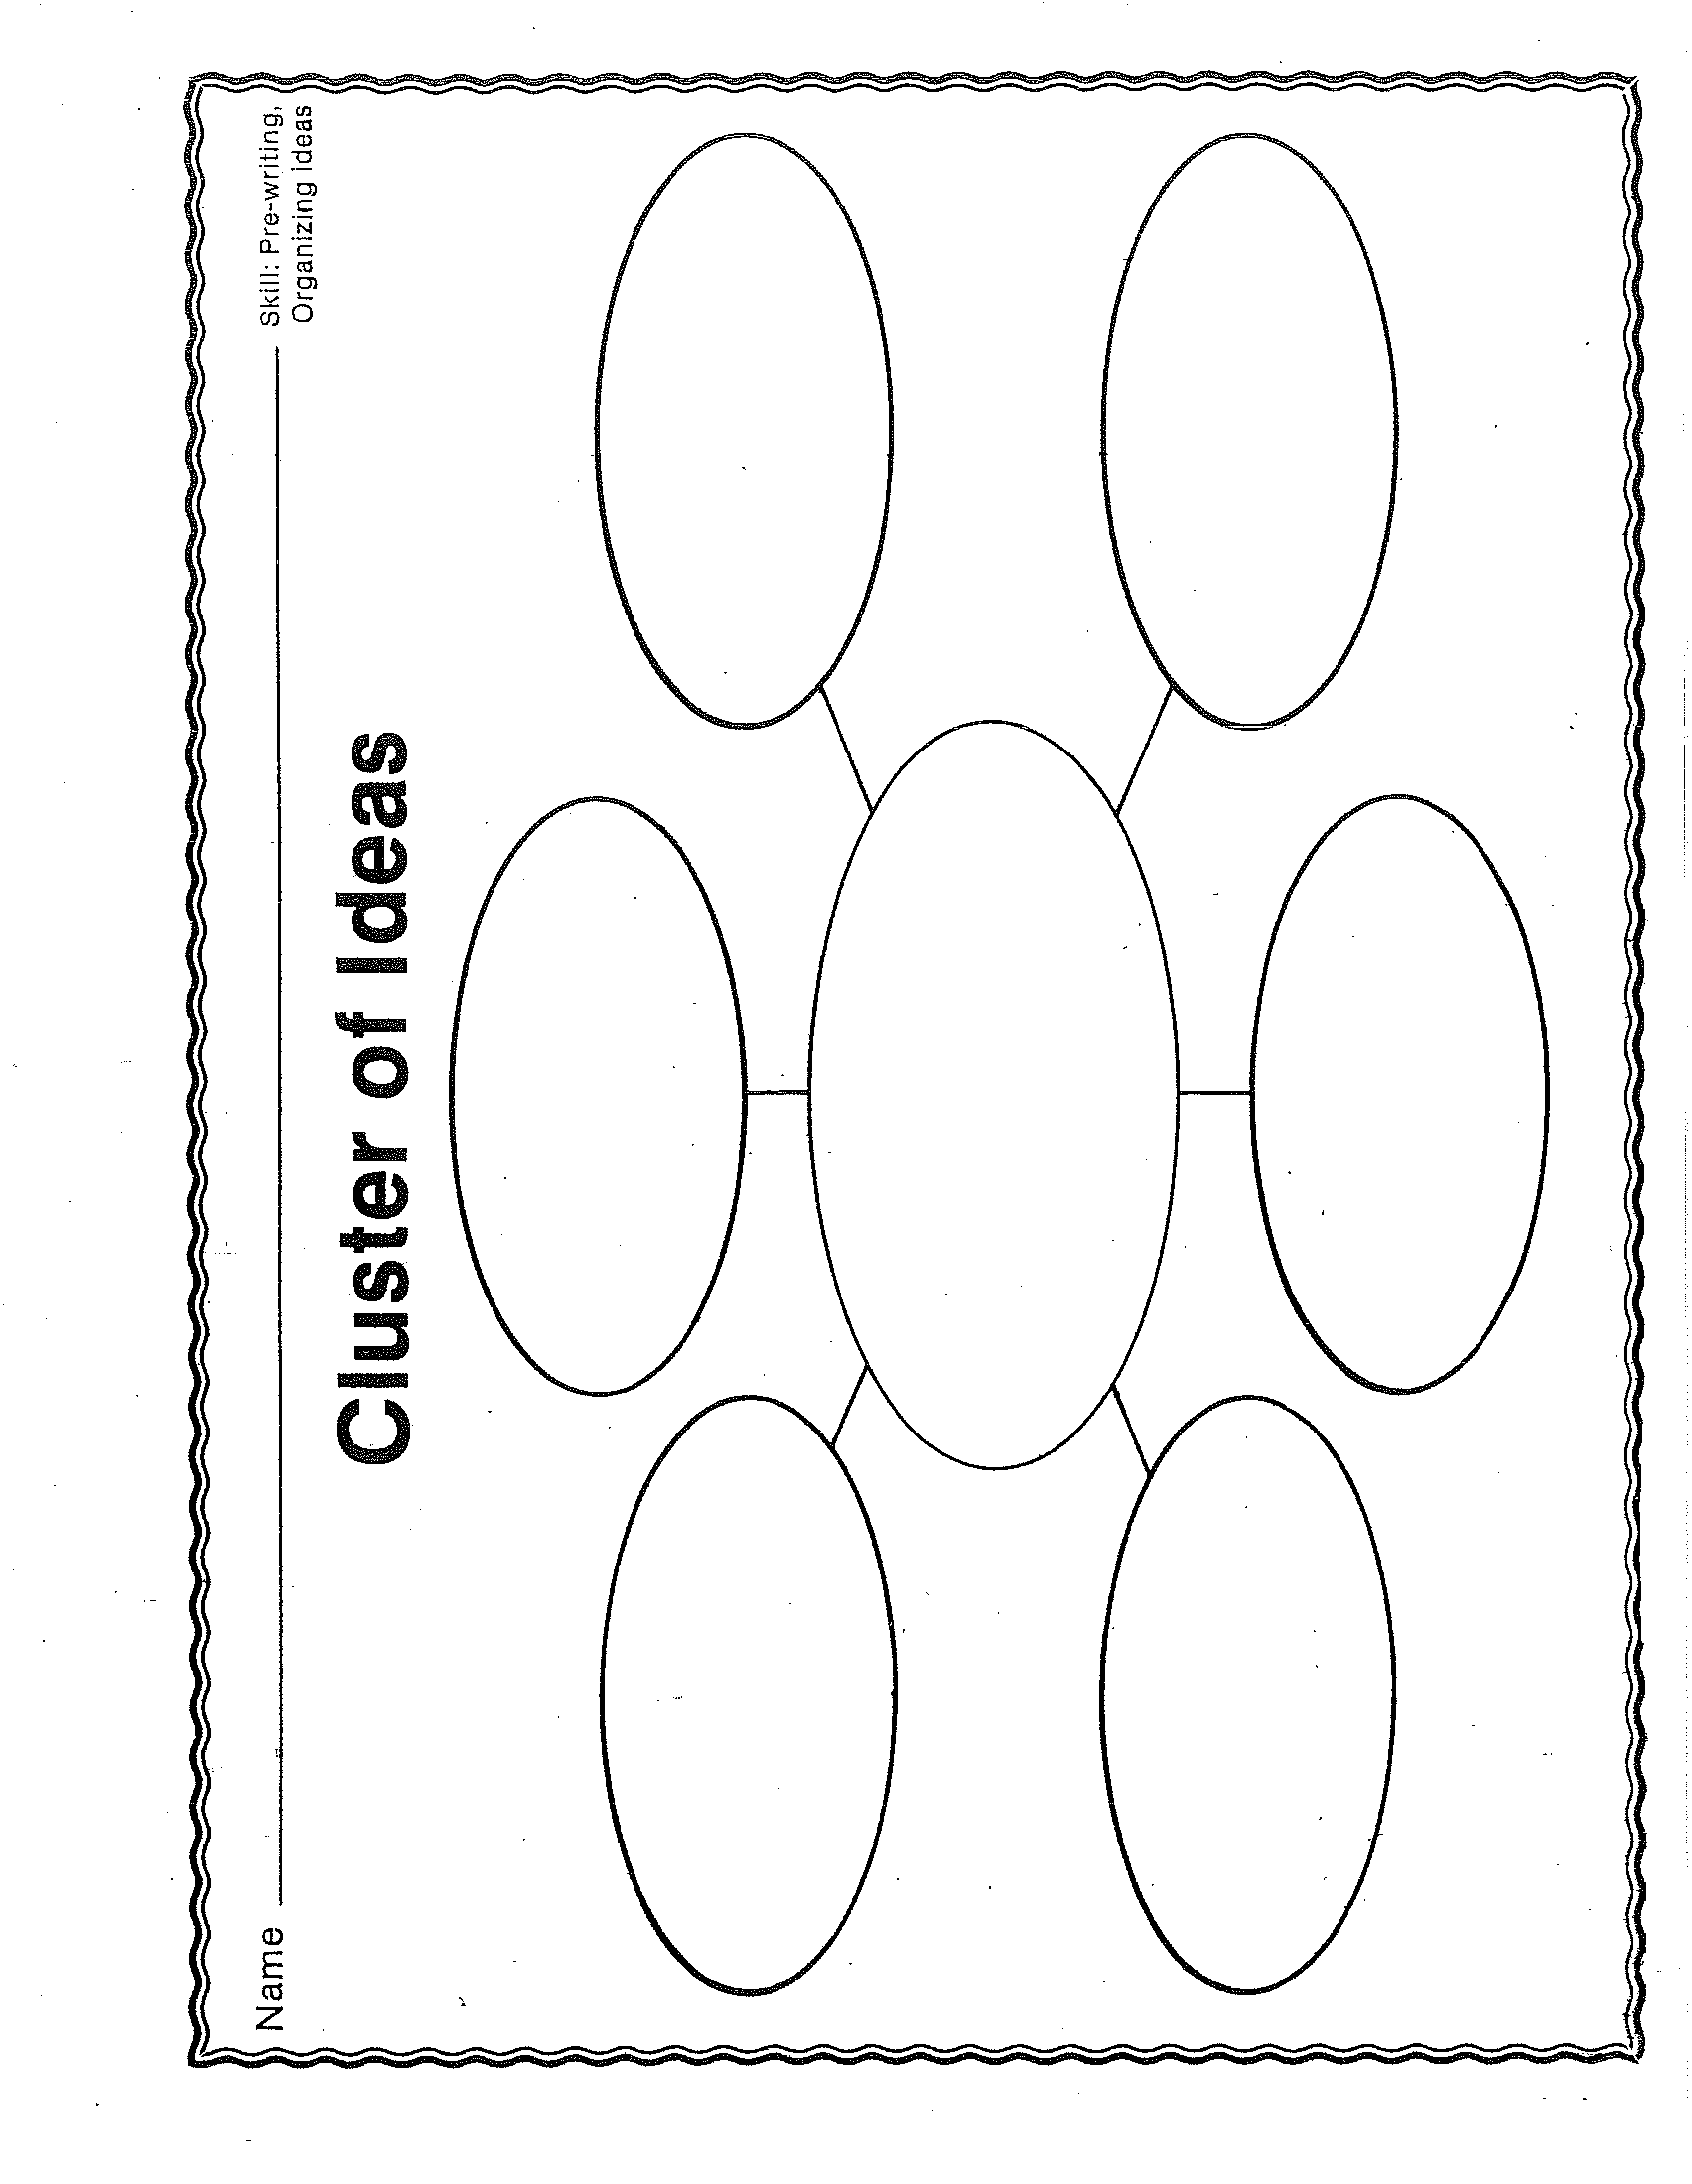 Name
Skill: Pre-writing,
Organizing ideas
Cluster of Ideas